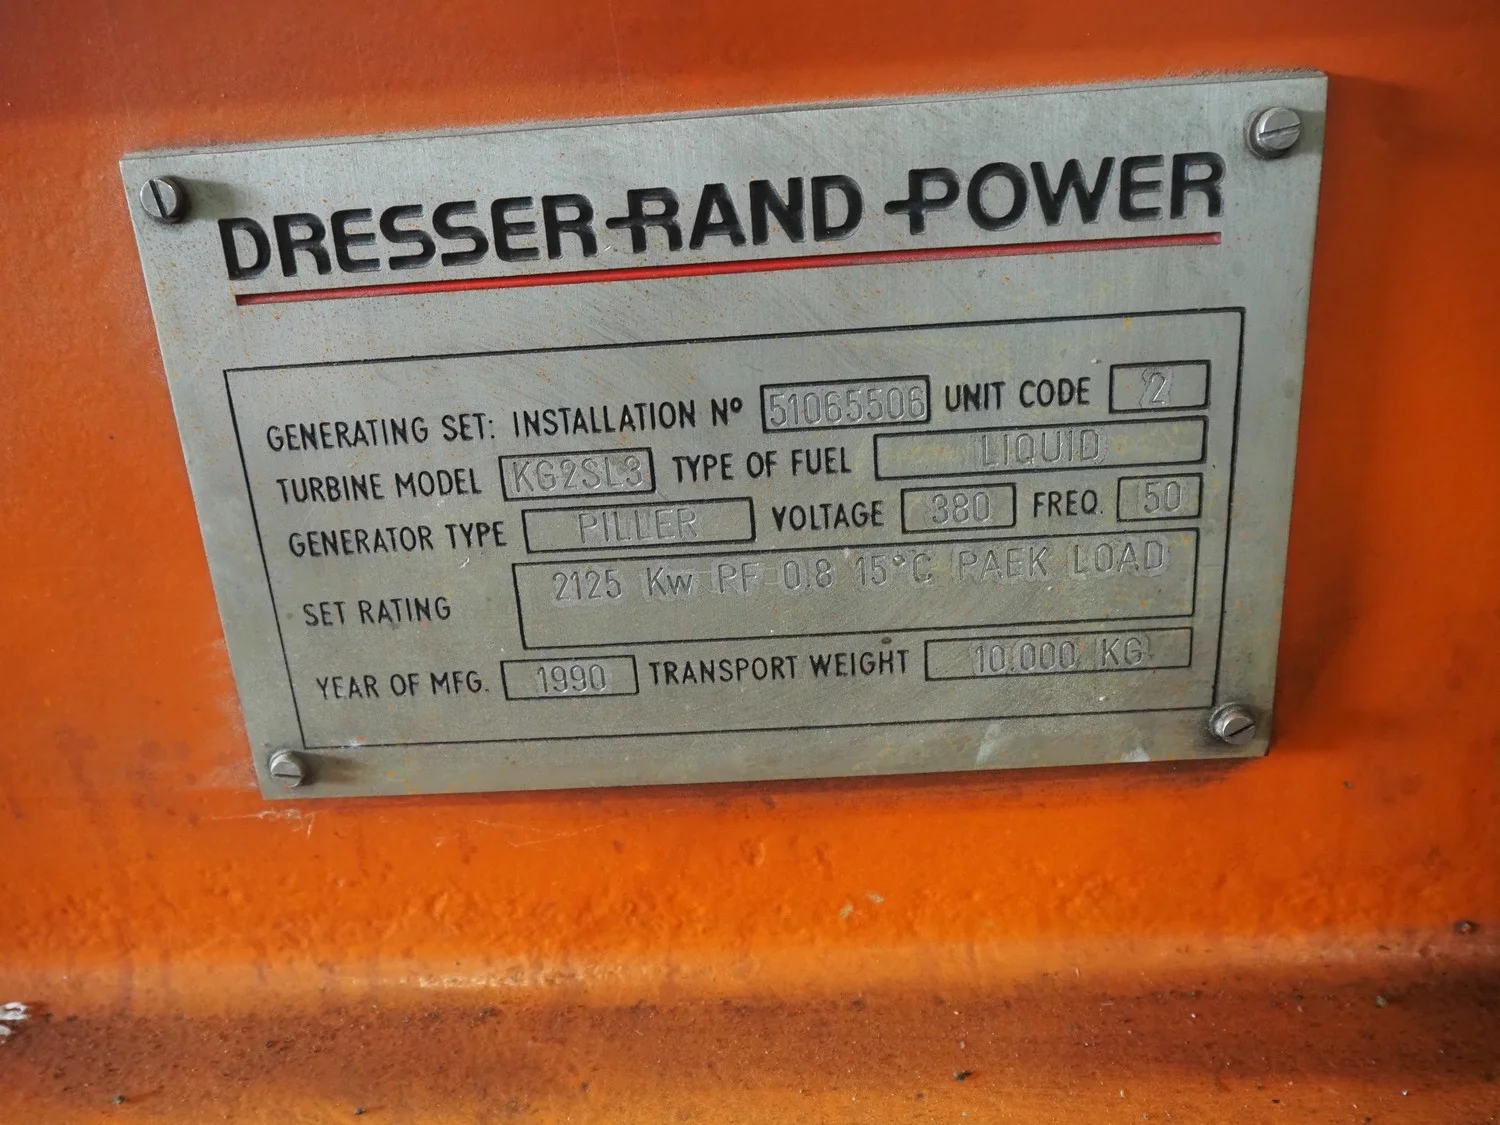 DRESSER-RAND POWER
GENERATING SET: INSTALLATION Nº 51065506 UNIT CODE 2
TURBINE MODEL KG2SL3 TYPE OF FUEL LIQUID
GENERATOR TYPE PILLER VOLTAGE 380 FREQ. 50
SET RATING 2125 Kw PF 0.8 15°C PAEK LOAD
YEAR OF MFG. 1990 TRANSPORT WEIGHT 10.000 KG